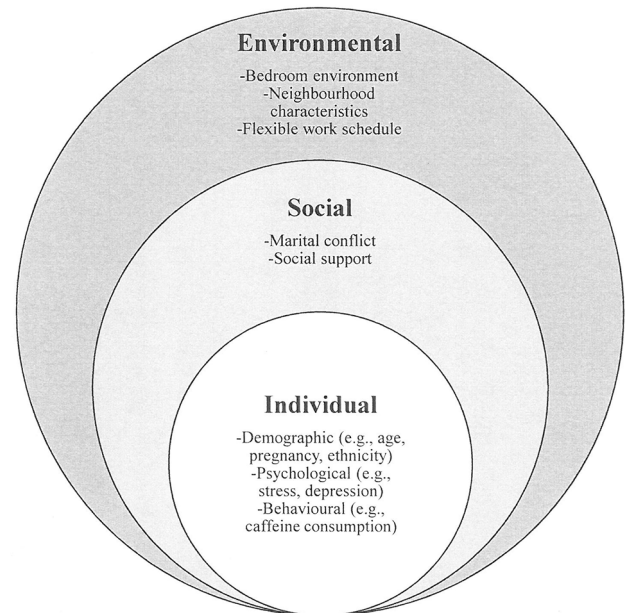 Environmental
-Bedroom environment
-Neighbourhood
characteristics
-Flexible work schedule
Social
-Marital conflict
-Social support
Individual
-Demographic (e.g., age,
pregnancy, ethnicity)
-Psychological (e.g.,
stress, depression)
-Behavioural (e.g.,
caffeine consumption)